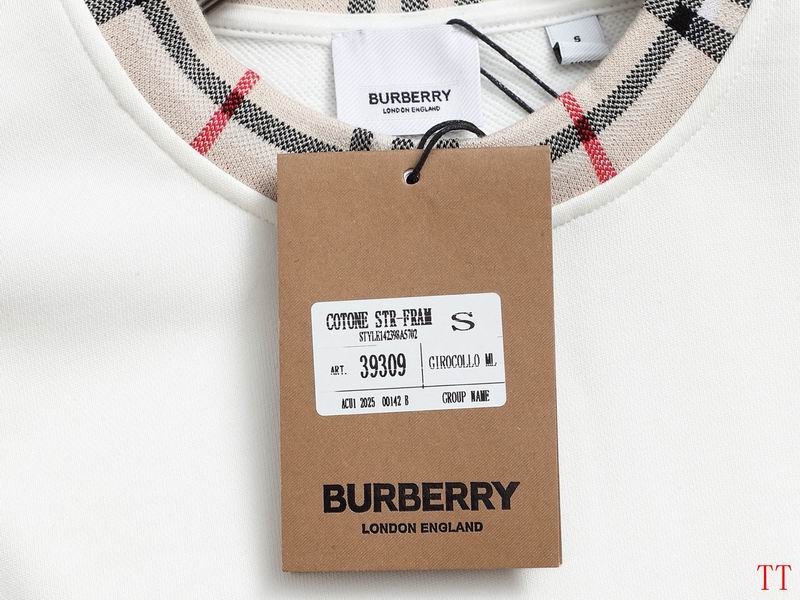 BURBERRY
LONDON ENGLAND
S
COTONE STR-FRAM S
STYLE142398A5702
ART. 39309 GIROCOLLO ML
ACU1 2025 00142 B GROUP NAME
BURBERRY
LONDON ENGLAND
TT